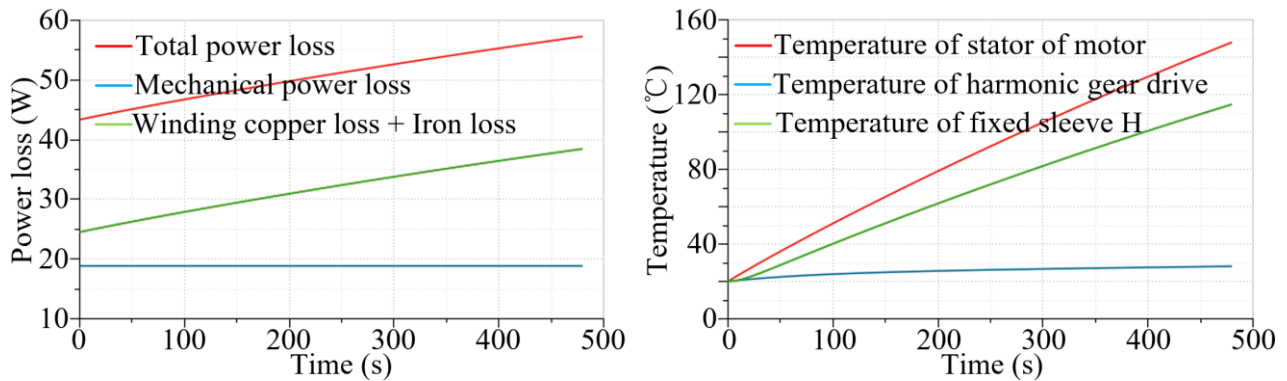 60
50
40
30
20
10
Power loss (W)
Total power loss
Mechanical power loss
Winding copper loss + Iron loss
0
100
200
300
400
500
Time (s)
160
120
80
40
0
Temperature (℃)
Temperature of stator of motor
Temperature of harmonic gear drive
Temperature of fixed sleeve H
0
100
200
300
400
500
Time (s)